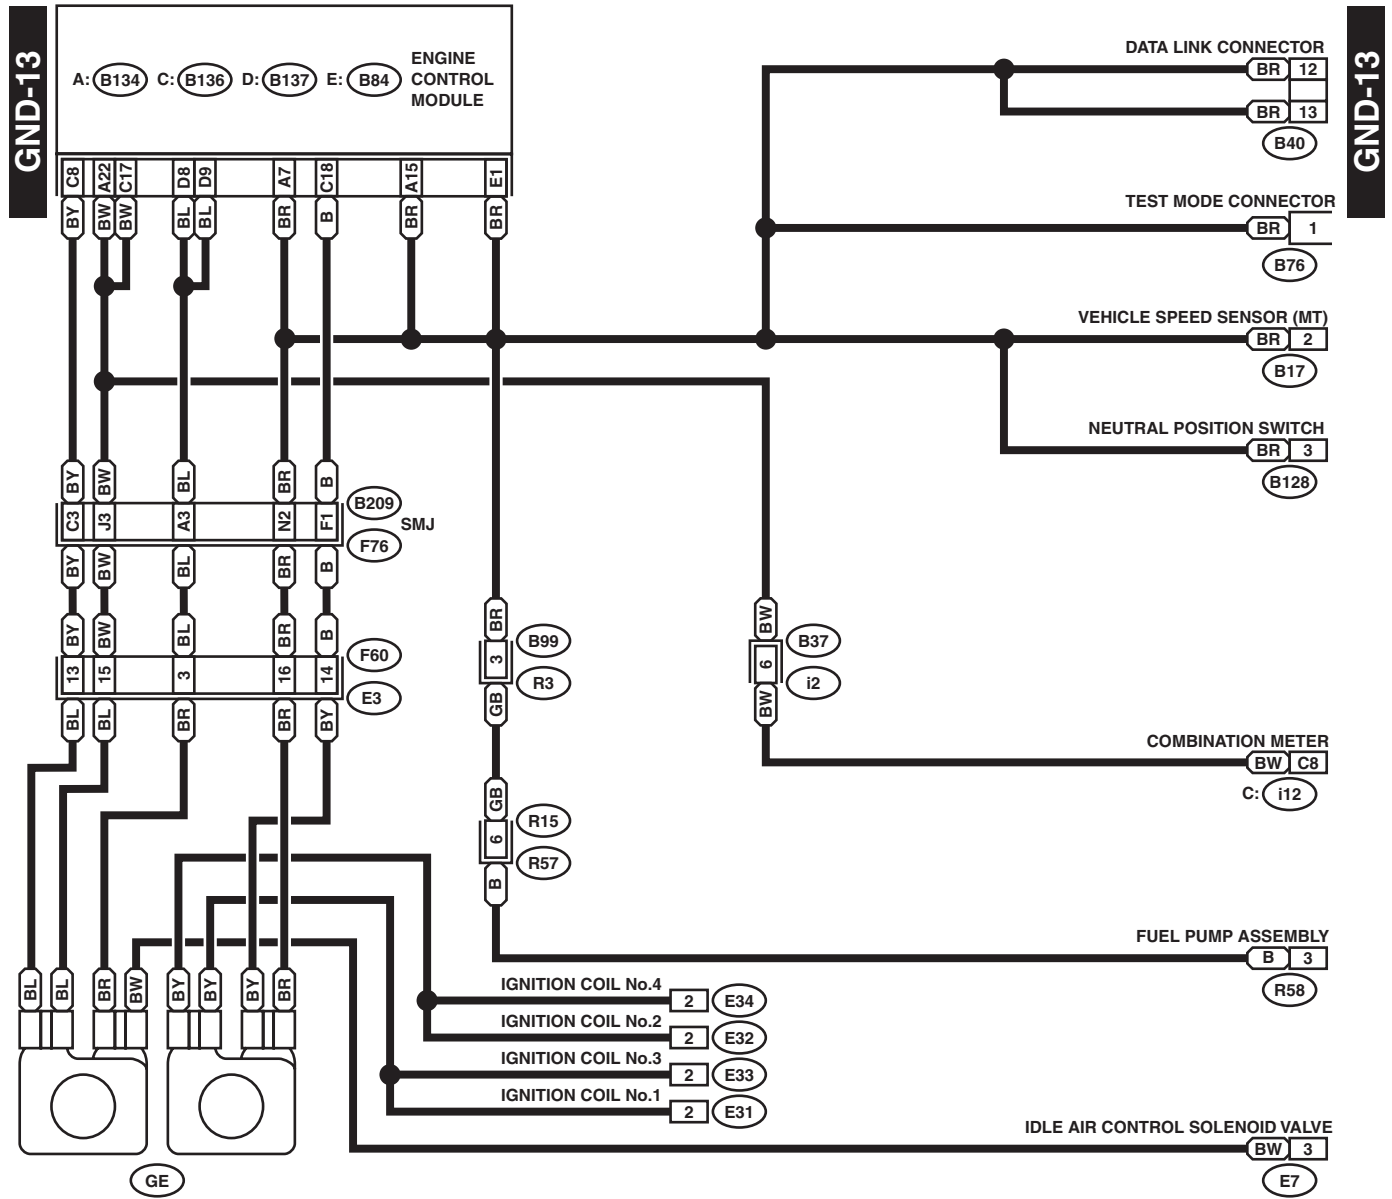 GND-13
GND-13
A: B134 C: B136 D: B137 E: B84
ENGINE
CONTROL
MODULE
C8 A22 C17 D8 D9 A7 C18 A15 E1
BY BW BW BL BL BR B BR BR
DATA LINK CONNECTOR
BR 12
BR 13
B40
TEST MODE CONNECTOR
BR 1
B76
VEHICLE SPEED SENSOR (MT)
BR 2
B17
NEUTRAL POSITION SWITCH
BR 3
B128
BY BW BL BR B
B209
C3 J3 A3 N2 F1
SMJ
F76
BY BW BL BR B
BY BW BL BR B
F60
13 15 3 16 14
E3
BL BL BR BR BY
BR
B99
3
R3
GB
BW
B37
6
i2
BW
COMBINATION METER
BW C8
C: i12
GB
R15
6
R57
B
FUEL PUMP ASSEMBLY
B 3
R58
BL BL BR BW BY BY BY BR
IGNITION COIL No.4
2 E34
IGNITION COIL No.2
2 E32
IGNITION COIL No.3
2 E33
IGNITION COIL No.1
2 E31
IDLE AIR CONTROL SOLENOID VALVE
BW 3
E7
GE